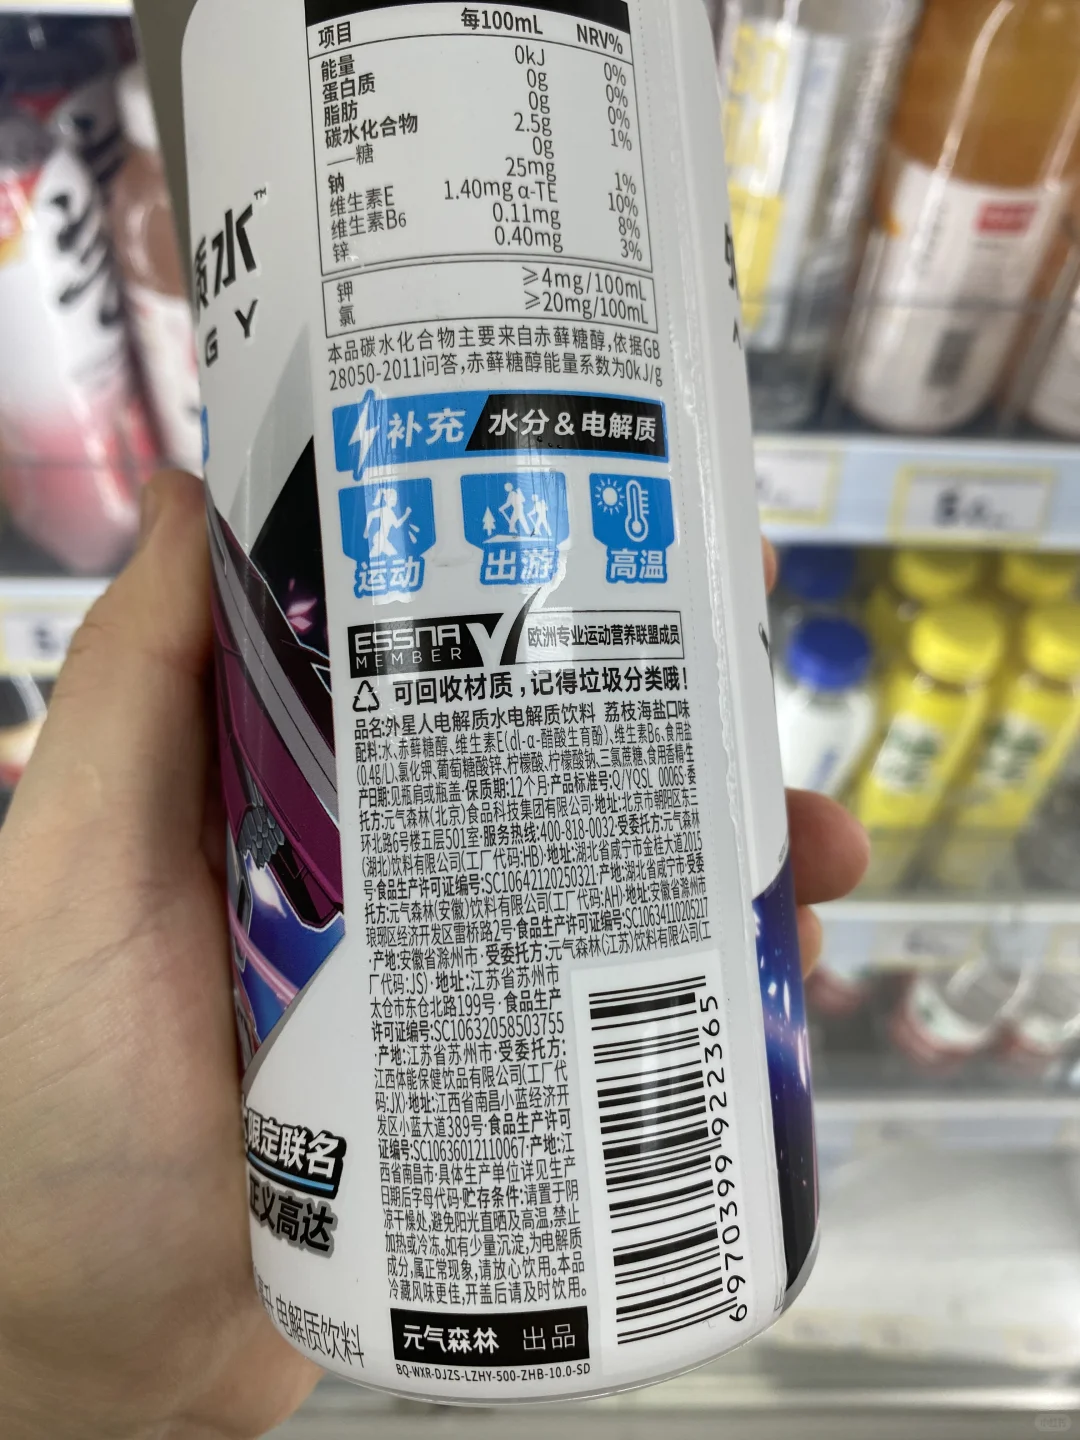 项目 每100mL NRV%
能量 0kJ 0%
蛋白质 0g 0%
脂肪 0g 0%
碳水化合物 2.5g 1%
—糖 0g
钠 25mg 1%
维生素E 1.40mg α-TE 10%
维生素B6 0.11mg 8%
锌 0.40mg 3%
钾 ≥4mg/100mL
氯 ≥20mg/100mL
本品碳水化合物主要来自赤藓糖醇,依据GB
28050-2011问答,赤藓糖醇能量系数为0kJ/g
补充 水分&电解质
运动 出游 高温
ESSNA
MEMBER
欧洲专业运动营养联盟成员
可回收材质,记得垃圾分类哦!
品名:外星人电解质水电解质饮料 荔枝海盐口味
配料:水、赤藓糖醇、维生素E(dl-α-醋酸生育酚)、维生素B6、食用盐
(0.4g/L)、氯化钾、葡萄糖酸锌、柠檬酸、柠檬酸钠、三氯蔗糖、食用香精·生
产日期:见瓶肩或瓶盖·保质期:12个月·产品标准号:Q/YQSL 0006S·委
托方:元气森林(北京)食品科技集团有限公司·地址:北京市朝阳区东三
环北路6号楼五层501室·服务热线:400-818-0032·受委托方:元气森林
(湖北)饮料有限公司(工厂代码:HB)·地址:湖北省咸宁市金桂大道2015
号·食品生产许可证编号:SC10642120250321·产地:湖北省咸宁市·受委
托方:元气森林(安徽)饮料有限公司(工厂代码:AH)·地址:安徽省滁州市
琅琊区经济开发区雷桥路2号·食品生产许可证编号:SC10634110205217
·产地:安徽省滁州市·受委托方:元气森林(江苏)饮料有限公司(工
厂代码:JS)·地址:江苏省苏州市
太仓市东仓北路199号·食品生产
许可证编号:SC10632058503755
·产地:江苏省苏州市·受委托方:
江西体能保健饮品有限公司(工厂代
码:JX)·地址:江西省南昌小蓝经济开
发区小蓝大道389号·食品生产许可
证编号:SC10636012110067·产地:江
西省南昌市·具体生产单位详见生产
日期后字母代码·贮存条件:请置于阴
凉干燥处,避免阳光直晒及高温,禁止
加热或冷冻。如有少量沉淀,为电解质
成分,属正常现象,请放心饮用。本品
冷藏风味更佳,开盖后请及时饮用。
元气森林 出品
BQ-WXR-DJZS-LZHY-500-ZHB-10.0-SD
6970399922365
质水™
GY
限定联名
正义高达
电解质饮料